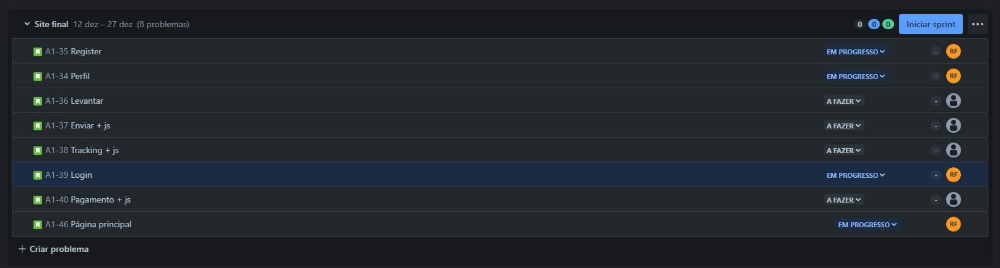 Site final 12 dez – 27 dez (8 problemas) 0 0 0 Iniciar sprint
A1-35 Register EM PROGRESSO - RF
A1-34 Perfil EM PROGRESSO - RF
A1-36 Levantar A FAZER -
A1-37 Enviar + js A FAZER -
A1-38 Tracking + js A FAZER -
A1-39 Login EM PROGRESSO - RF
A1-40 Pagamento + js A FAZER -
A1-46 Página principal EM PROGRESSO RF
+ Criar problema